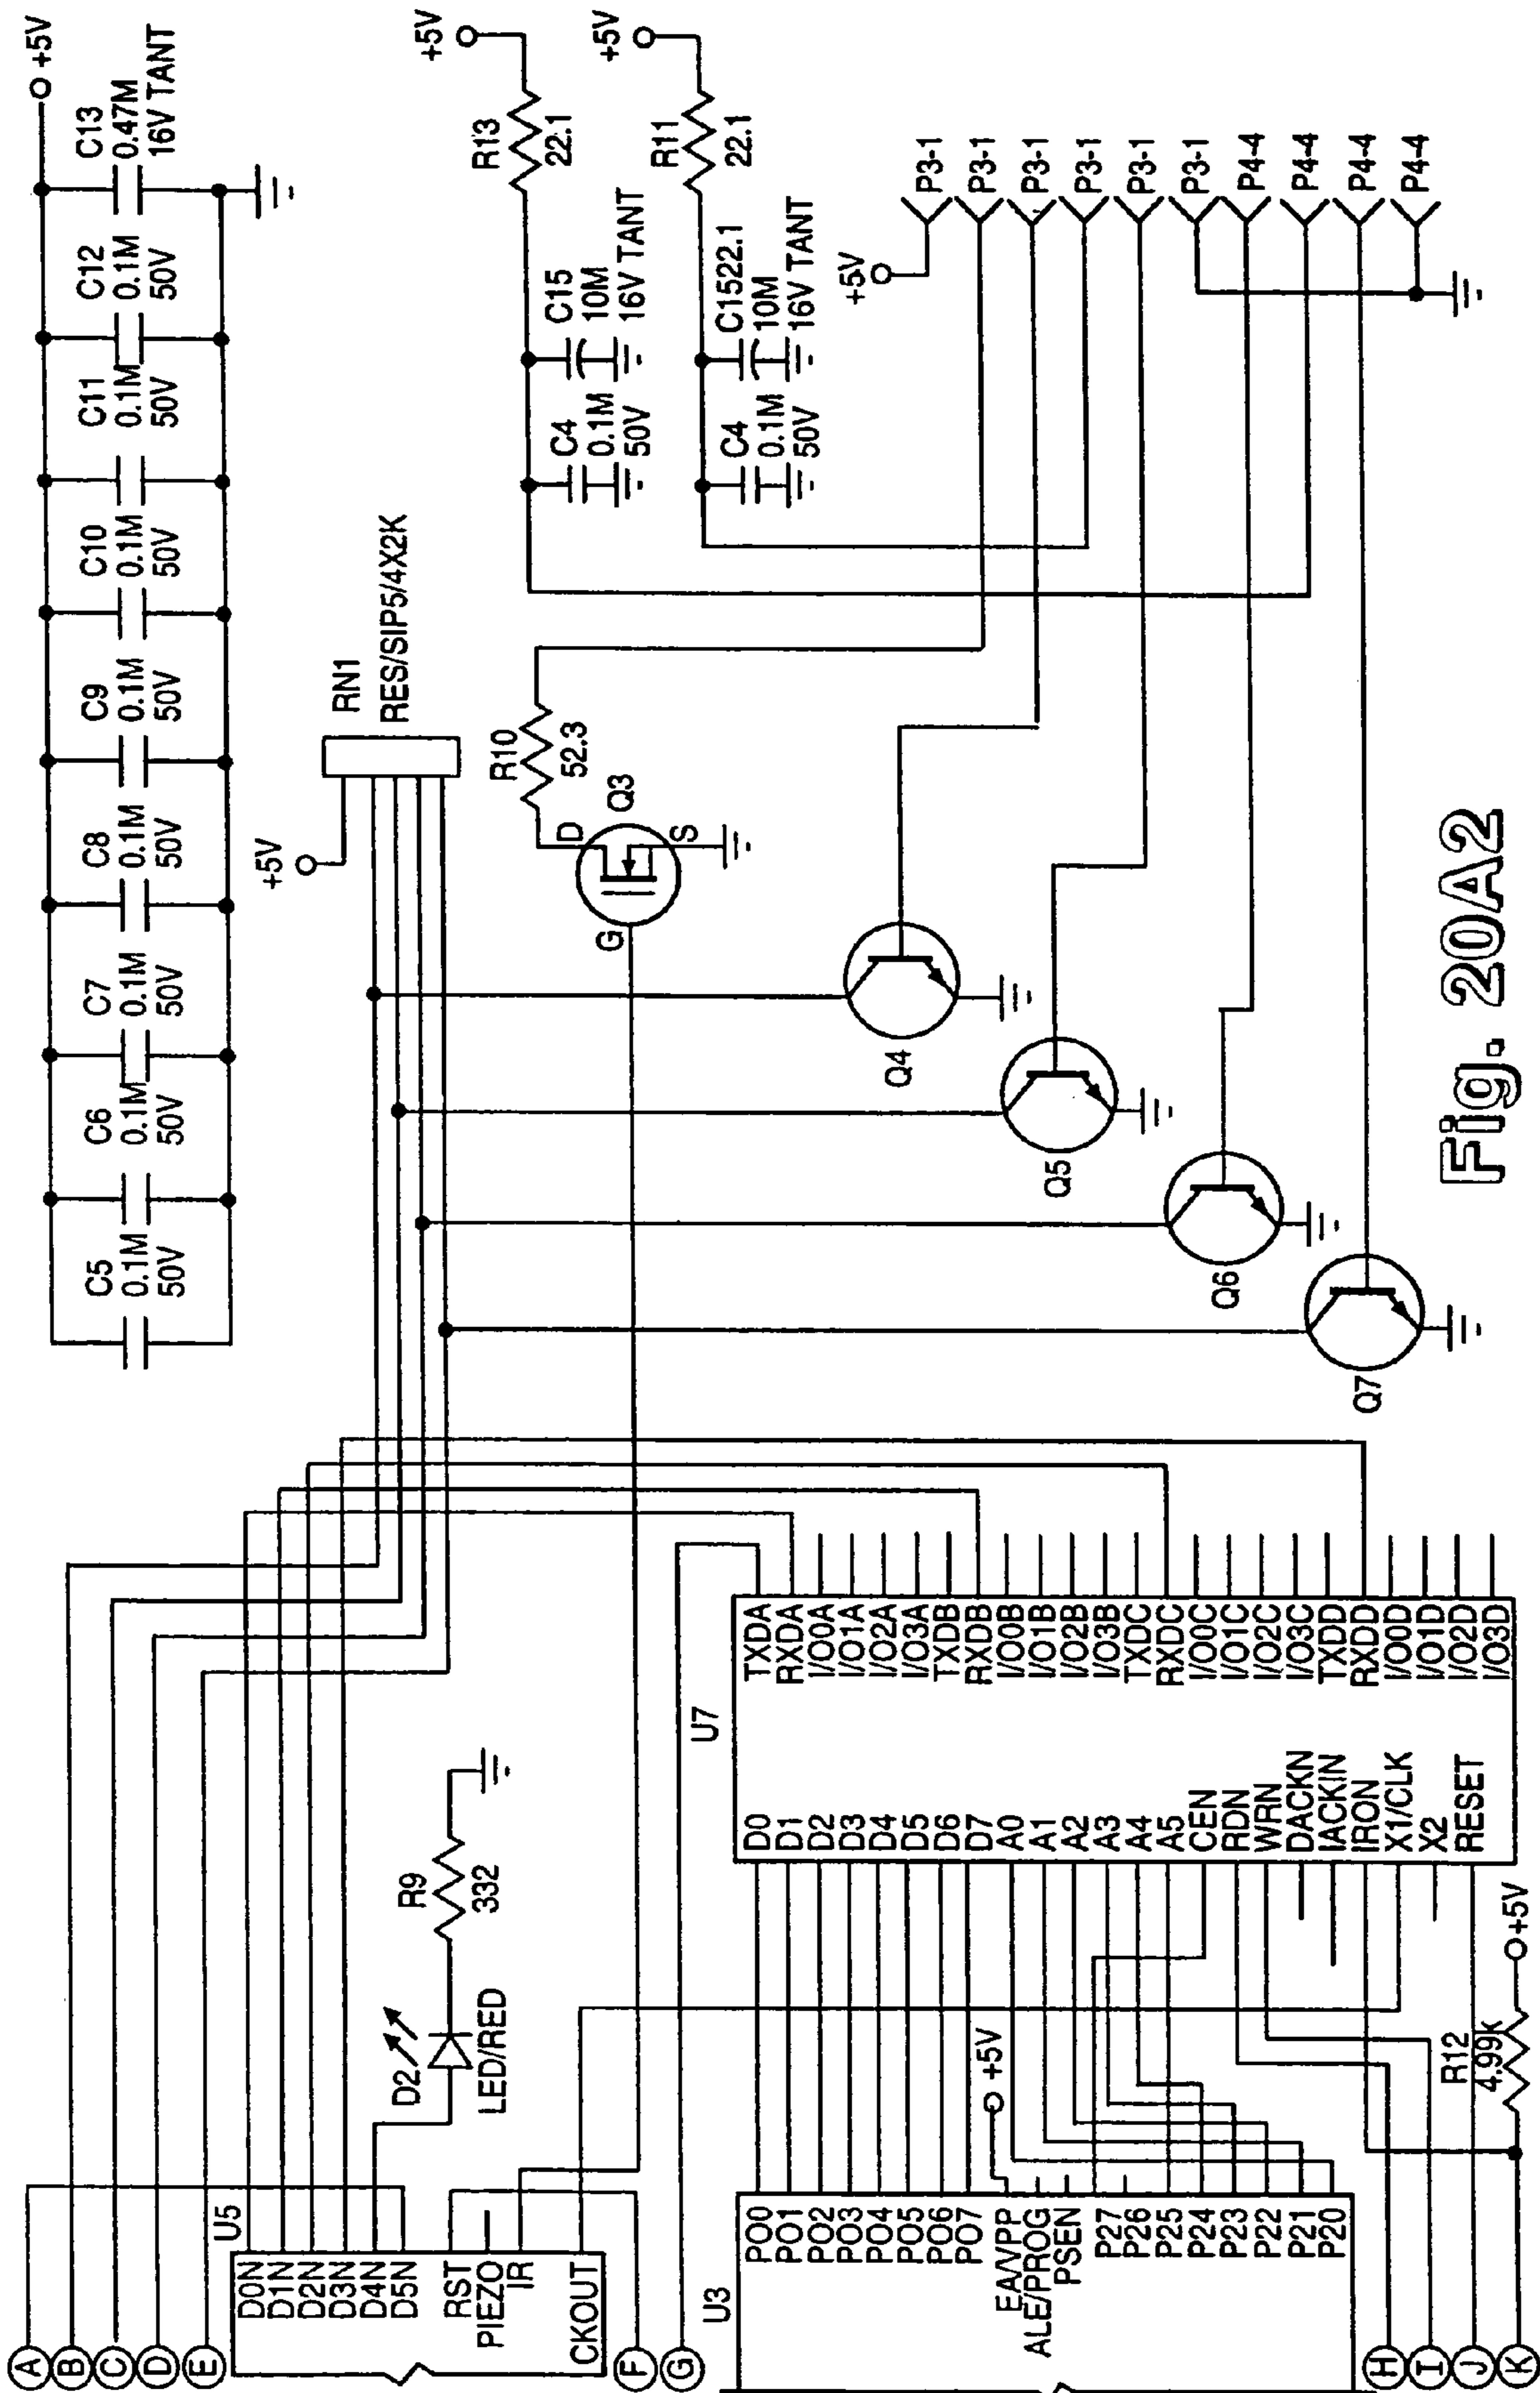 +5V
C13
0.47M
16V TANT
C12
0.1M
50V
C11
0.1M
50V
C10
0.1M
50V
C9
0.1M
50V
C8
0.1M
50V
C7
0.1M
50V
C6
0.1M
50V
C5
0.1M
50V
+5V
RN1
RES/SIP5/4X2K
+5V
R13
22.1
C15
10M
16V TANT
C4
0.1M
50V
+5V
R11
22.1
C1522.1
10M
16V TANT
C4
0.1M
50V
R10
52.3
Q3
D
S
G
+5V
P3-1
P3-1
P3-1
P3-1
P3-1
P3-1
P4-4
P4-4
P4-4
P4-4
Q4
Q5
Q6
Q7
A
B
C
D
E
U5
D0N
D1N
D2N
D3N
D4N
D5N
RST
PIEZO
IR
CKOUT
D2
LED/RED
R9
332
F
G
U3
PO0
PO1
PO2
PO3
PO4
PO5
PO6
PO7
EA/VPP
ALE/PROG
PSEN
P27
P26
P25
P24
P23
P22
P21
P20
+5V
U7
D0
D1
D2
D3
D4
D5
D6
D7
A0
A1
A2
A3
A4
A5
CEN
RDN
WRN
DACKN
IACKIN
IRON
X1/CLK
X2
RESET
TXDA
RXDA
I/O0A
I/O1A
I/O2A
I/O3A
TXDB
RXDB
I/O0B
I/O1B
I/O2B
I/O3B
TXDC
RXDC
I/O0C
I/O1C
I/O2C
I/O3C
TXDD
RXDD
I/O0D
I/O1D
I/O2D
I/O3D
H
I
J
K
R12
4.99K
+5V
Fig. 20A2